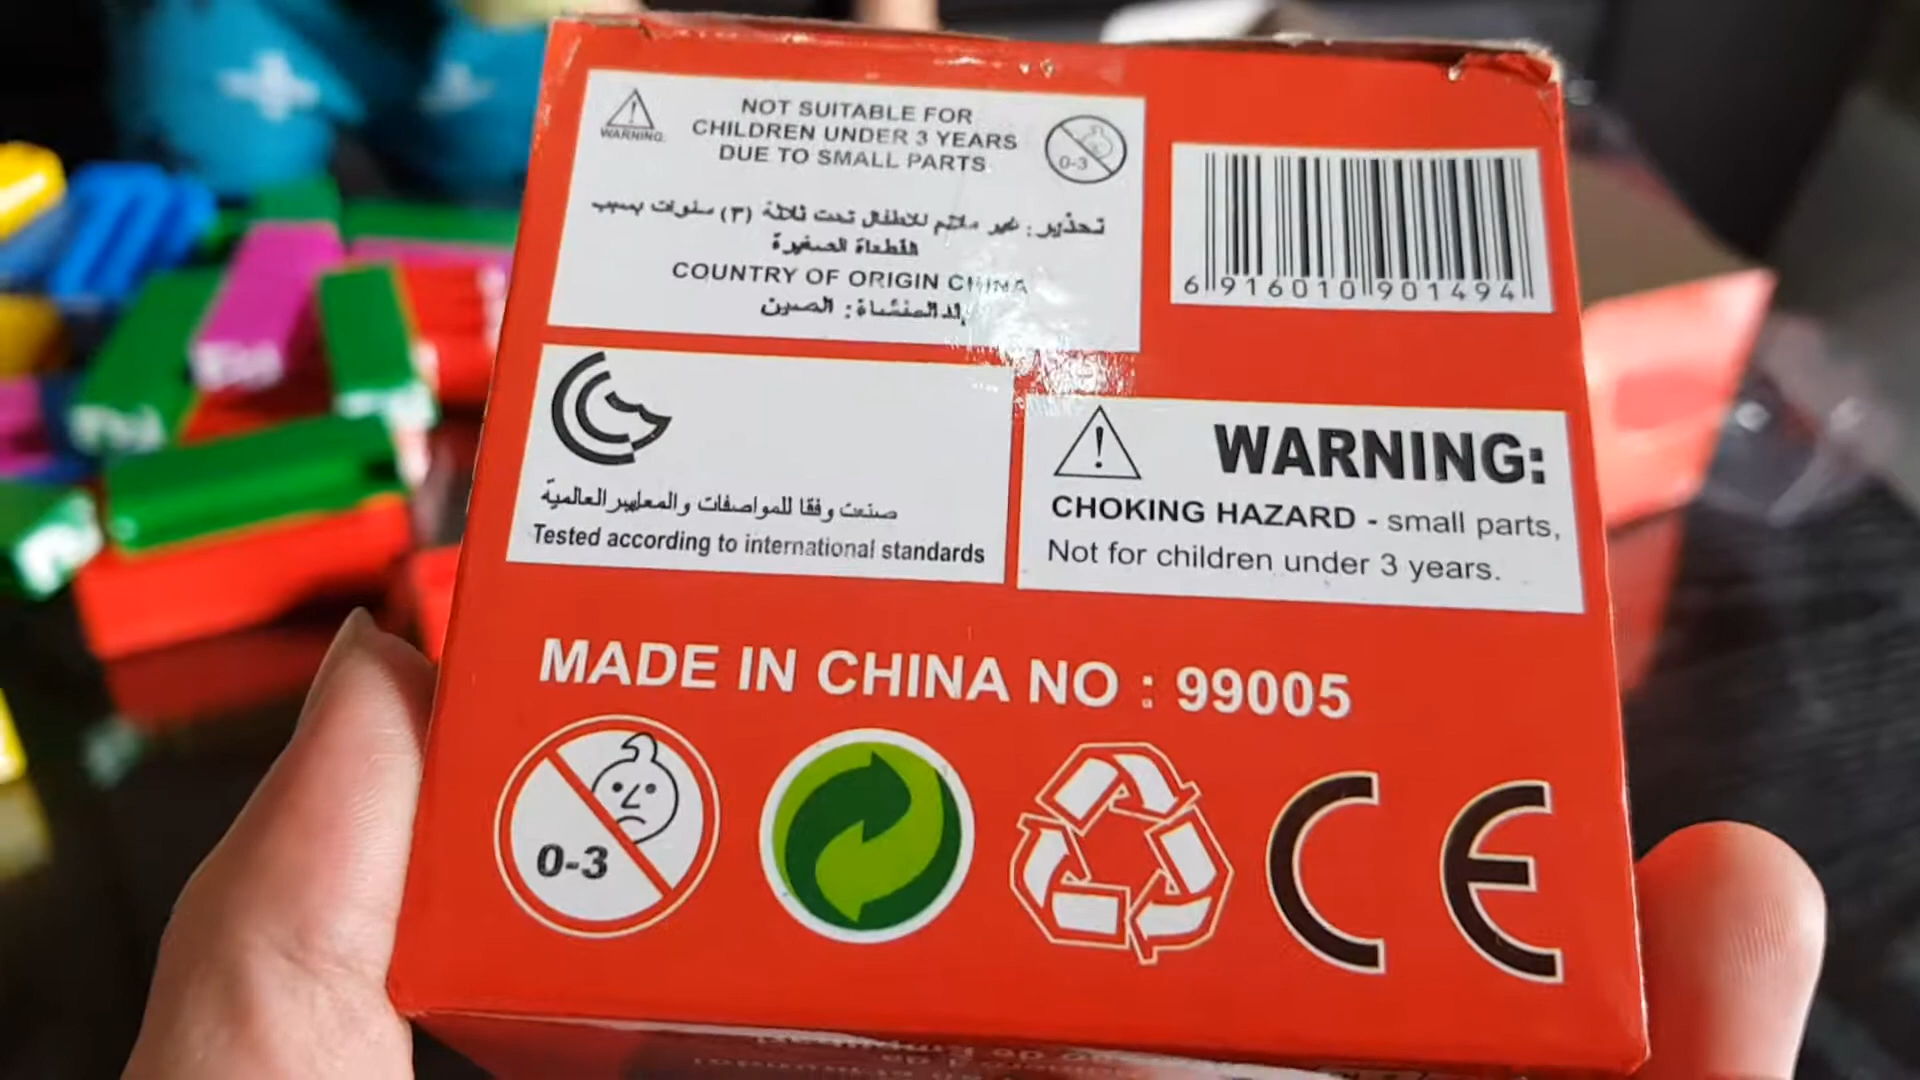 WARNING:
NOT SUITABLE FOR
CHILDREN UNDER 3 YEARS
DUE TO SMALL PARTS
0-3
تحذير: غير ملائم للاطفال تحت ثلاثة (٣) سنوات بسبب
القطعاة الصغيرة
COUNTRY OF ORIGIN CHINA
بلد المنشاة: الصين
6 916010 901494
صنعت وفقا للمواصفات والمعايير العالمية
Tested according to international standards
WARNING:
CHOKING HAZARD - small parts,
Not for children under 3 years.
MADE IN CHINA NO : 99005
0-3
CE